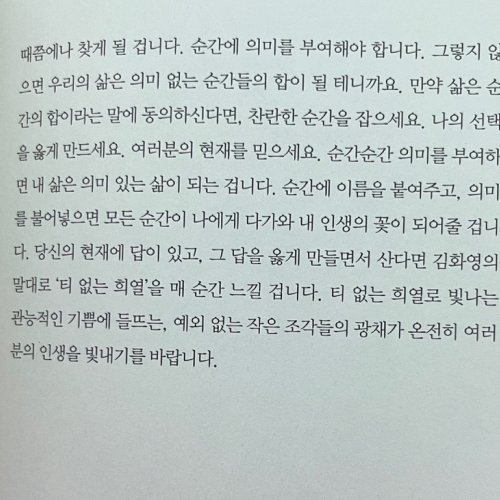 때쯤에나 찾게 될 겁니다. 순간에 의미를 부여해야 합니다. 그렇지 않
으면 우리의 삶은 의미 없는 순간들의 합이 될 테니까요. 만약 삶은 순
간의 합이라는 말에 동의하신다면, 찬란한 순간을 잡으세요. 나의 선택
을 옳게 만드세요. 여러분의 현재를 믿으세요. 순간순간 의미를 부여하
면 내 삶은 의미 있는 삶이 되는 겁니다. 순간에 이름을 붙여주고, 의미
를 불어넣으면 모든 순간이 나에게 다가와 내 인생의 꽃이 되어줄 겁니
다. 당신의 현재에 답이 있고, 그 답을 옳게 만들면서 산다면 김화영의
말대로 '티 없는 희열'을 매 순간 느낄 겁니다. 티 없는 희열로 빛나는
관능적인 기쁨에 들뜨는, 예외 없는 작은 조각들의 광채가 온전히 여러
분의 인생을 빛내기를 바랍니다.